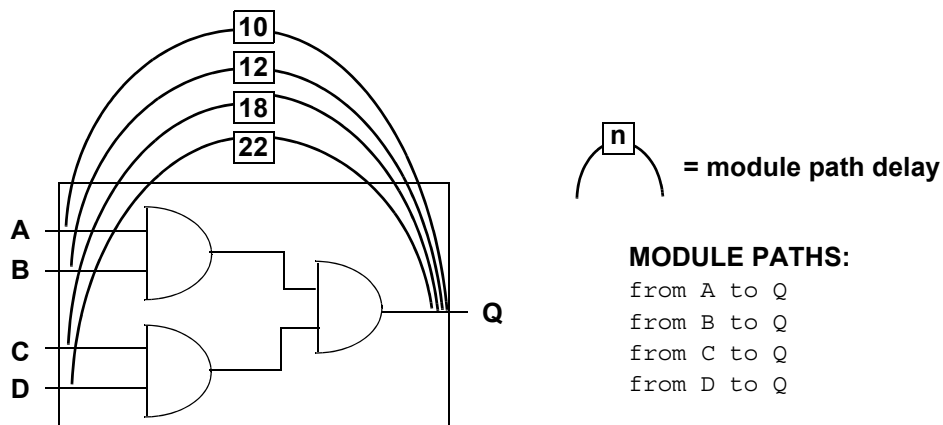 10
12
18
22
n
= module path delay
A
B
C
D
Q
MODULE PATHS:
from A to Q
from B to Q
from C to Q
from D to Q